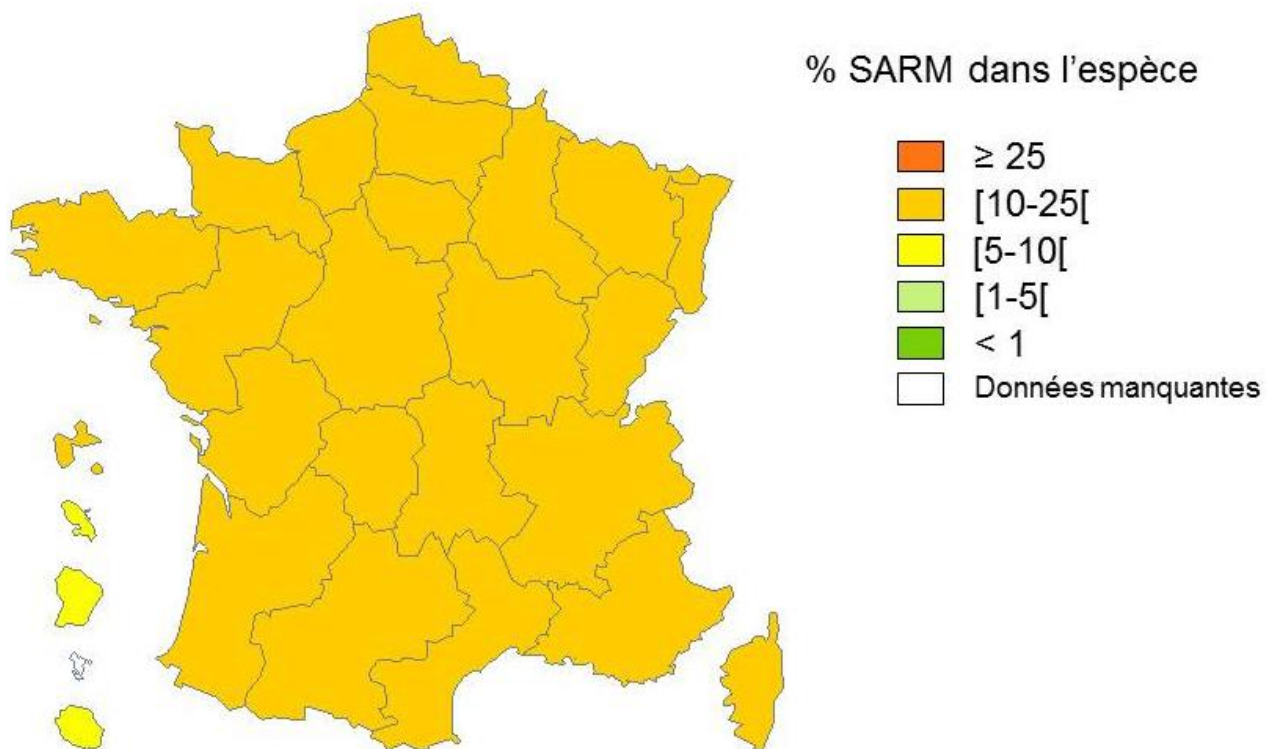 % SARM dans l'espèce
≥ 25
[10-25[
[5-10[
[1-5[
< 1
Données manquantes